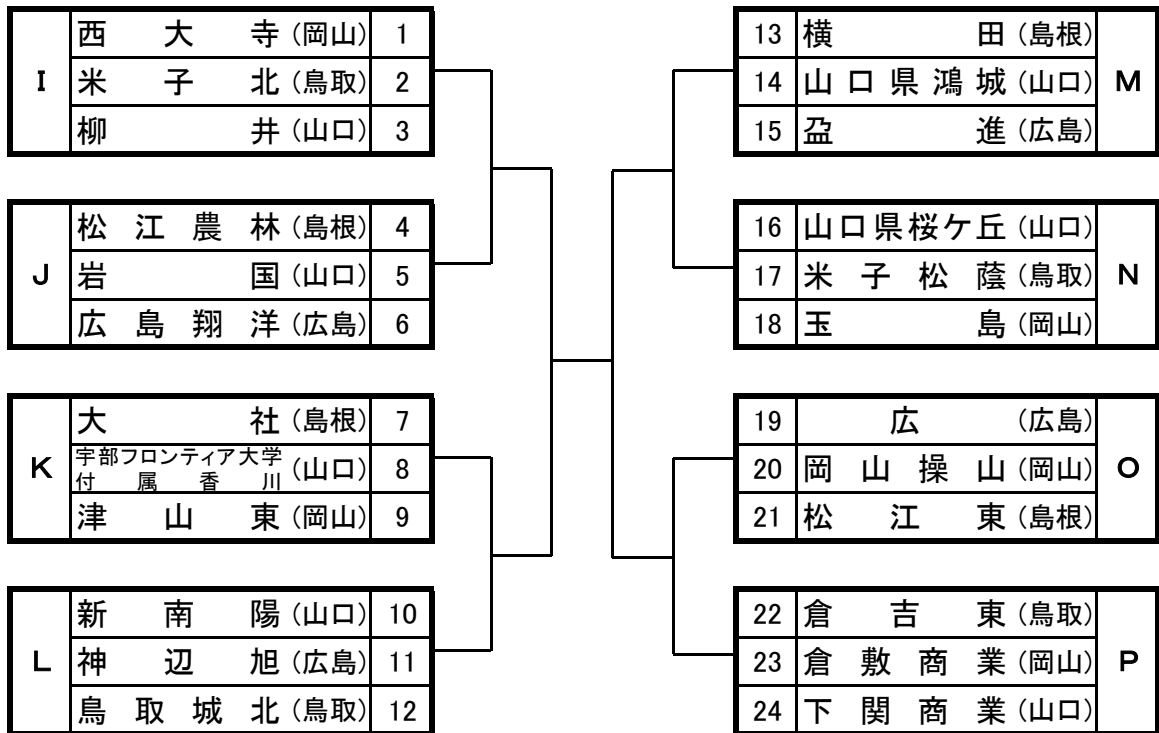 I
西大寺(岡山) 1
米子北(鳥取) 2
柳井(山口) 3
J
松江農林(島根) 4
岩国(山口) 5
広島翔洋(広島) 6
K
大社(島根) 7
宇部フロンティア大学
付属香川(山口) 8
津山東(岡山) 9
L
新南陽(山口) 10
神辺旭(広島) 11
鳥取城北(鳥取) 12
13 横田(島根)
14 山口県鴻城(山口)
15 盈進(広島)
M
16 山口県桜ケ丘(山口)
17 米子松蔭(鳥取)
18 玉島(岡山)
N
19 広(広島)
20 岡山操山(岡山)
21 松江東(島根)
O
22 倉吉東(鳥取)
23 倉敷商業(岡山)
24 下関商業(山口)
P